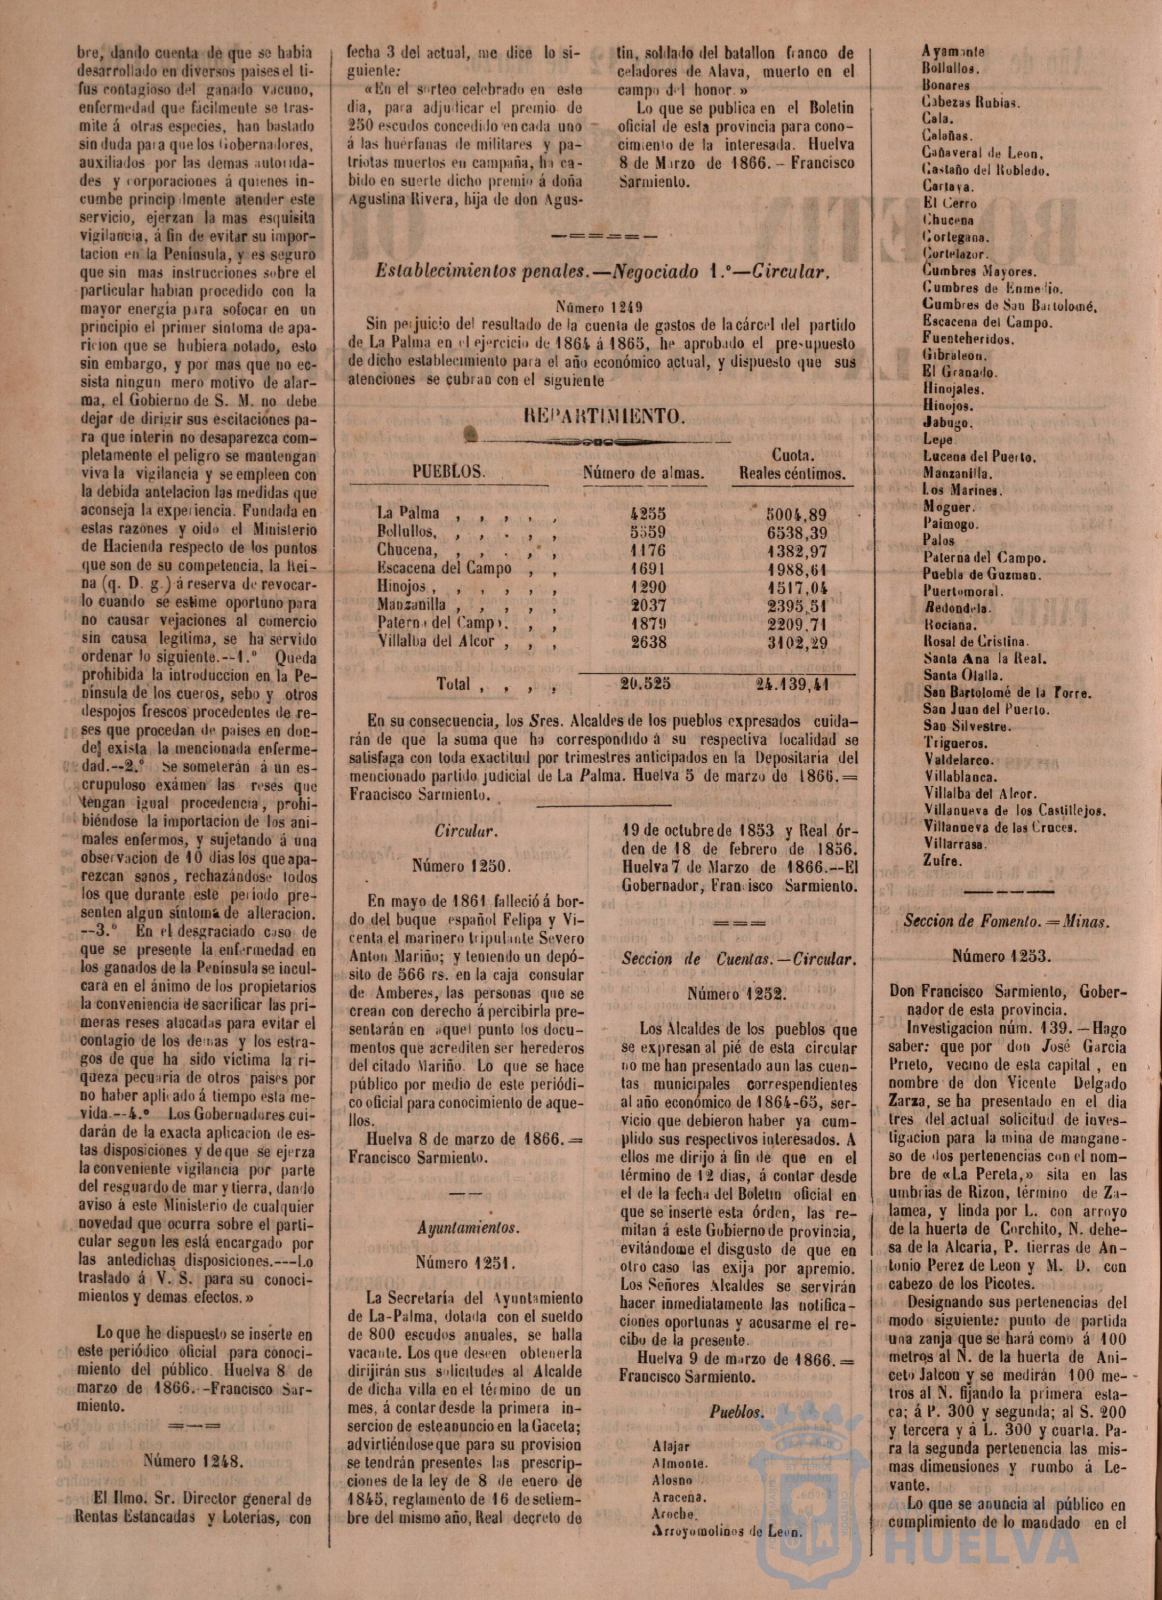 bre, dando cuenta de que se habia
desarrollado en diversos paises el ti-
fus contagioso del ganado vacuno,
enfermedad que fácilmente se tras-
mite á otras especies, han bastado
sin duda para que los Gobernadores,
auxiliados por las demas autorida-
des y corporaciones á quienes in-
cumbe principalmente atender este
servicio, ejerzan la mas esquisita
vigilancia, á fin de evitar su impor-
tacion en la Península, y es seguro
que sin mas instrucciones sobre el
particular habian procedido con la
mayor energía para sofocar en un
principio el primer síntoma de apa-
ricion que se hubiera notado, esto
sin embargo, y por mas que no ec-
sista ningun mero motivo de alar-
ma, el Gobierno de S. M. no debe
dejar de dirigir sus escitaciones pa-
ra que interin no desaparezca com-
pletamente el peligro se mantengan
viva la vigilancia y se empleen con
la debida antelacion las medidas que
aconseja la experiencia. Fundada en
estas razones y oido el Ministerio
de Hacienda respecto de los puntos
que son de su competencia, la Rei-
na (q. D. g.) á reserva de revocar-
lo cuando se estime oportuno para
no causar vejaciones al comercio
sin causa legítima, se ha servido
ordenar lo siguiente.--1.º Queda
prohibida la introduccion en la Pe-
nínsula de los cueros, sebo y otros
despojos frescos procedentes de re-
ses que procedan de paises en don-
de exista la mencionada enferme-
dad.--2.º Se someterán á un es-
crupuloso exámen las reses que
tengan igual procedencia, prohi-
biéndose la importacion de los ani-
males enfermos, y sujetando á una
observacion de 10 dias los que apa-
rezcan sanos, rechazándose todos
los que durante este periodo pre-
senten algun síntoma de alteracion.
--3.º En el desgraciado caso de
que se presente la enfermedad en
los ganados de la Península se incul-
cará en el ánimo de los propietarios
la conveniencia de sacrificar las pri-
meras reses atacadas para evitar el
contagio de los demas y los estra-
gos de que ha sido víctima la ri-
queza pecuaria de otros paises por
no haber aplicado á tiempo esta me-
vida.--4.º Los Gobernadores cui-
darán de la exacta aplicacion de es-
tas disposiciones y de que se ejerza
la conveniente vigilancia por parte
del resguardo de mar y tierra, dando
aviso á este Ministerio de cualquier
novedad que ocurra sobre el parti-
cular segun les está encargado por
las antedichas disposiciones.---Lo
traslado á V. S. para su conoci-
mientos y demas efectos.»
Lo que he dispuesto se inserte en
este periódico oficial para conoci-
miento del público. Huelva 8 de
marzo de 1866.-Francisco Sar-
miento.
Número 1248.
El Ilmo. Sr. Director general de
Rentas Estancadas y Loterías, con
fecha 3 del actual, me dice lo si-
guiente:
«En el sorteo celebrado en este
dia, para adjudicar el premio de
250 escudos concedido en cada uno
á las huérfanas de militares y pa-
triotas muertos en campaña, ha ca-
bido en suerte dicho premio á doña
Agustina Rivera, hija de don Agus-
tin, soldado del batallon franco de
celadores de Alava, muerto en el
campo del honor.»
Lo que se publica en el Boletin
oficial de esta provincia para cono-
cimiento de la interesada. Huelva
8 de Marzo de 1866.- Francisco
Sarmiento.
Establecimientos penales.—Negociado 1.º—Circular.
Número 1249
Sin perjuicio del resultado de la cuenta de gastos de la cárcel del partido
de La Palma en el ejercicio de 1864 á 1865, he aprobado el presupuesto
de dicho establecimiento para el año económico actual, y dispuesto que sus
atenciones se cubran con el siguiente
REPARTIMIENTO.
PUEBLOS. Número de almas. Cuota. Reales céntimos.
La Palma , , , , , 4255 5004,89
Bollullos, , , . , , 5559 6538,39
Chucena, , , . , , 1176 1382,97
Escacena del Campo , , 1691 1988,61
Hinojos , , , , , , 1290 1517,04
Manzanilla , , , , , 2037 2395,51
Paterna del Campo. , , 1879 2209,71
Villalba del Alcor , , , 2638 3102,29
Total , , , , 20.525 24.139,41
En su consecuencia, los Sres. Alcaldes de los pueblos expresados cuida-
rán de que la suma que ha correspondido á su respectiva localidad se
satisfaga con toda exactitud por trimestres anticipados en la Depositaría del
mencionado partido judicial de La Palma. Huelva 5 de marzo de 1866.=
Francisco Sarmiento.
Circular.
Número 1250.
En mayo de 1861 falleció á bor-
do del buque español Felipa y Vi-
centa el marinero tripulante Severo
Anton Mariño; y teniendo un depó-
sito de 566 rs. en la caja consular
de Amberes, las personas que se
crean con derecho á percibirla pre-
sentarán en aquel punto los docu-
mentos que acrediten ser herederos
del citado Mariño. Lo que se hace
público por medio de este periódi-
co oficial para conocimiento de aque-
llos.
Huelva 8 de marzo de 1866.=
Francisco Sarmiento.
Ayuntamientos.
Número 1251.
La Secretaría del Ayuntamiento
de La-Palma, dotada con el sueldo
de 800 escudos anuales, se halla
vacante. Los que deseen obtenerla
dirijirán sus solicitudes al Alcalde
de dicha villa en el término de un
mes, á contar desde la primera in-
sercion de este anuncio en la Gaceta;
advirtiéndose que para su provision
se tendrán presentes las prescrip-
ciones de la ley de 8 de enero de
1845, reglamento de 16 de setiem-
bre del mismo año, Real decreto de
19 de octubre de 1853 y Real ór-
den de 18 de febrero de 1856.
Huelva 7 de Marzo de 1866.--El
Gobernador, Francisco Sarmiento.
Seccion de Cuentas.—Circular.
Número 1252.
Los Alcaldes de los pueblos que
se expresan al pié de esta circular
no me han presentado aun las cuen-
tas municipales correspondientes
al año económico de 1864-65, ser-
vicio que debieron haber ya cum-
plido sus respectivos interesados. A
ellos me dirijo á fin de que en el
término de 12 dias, á contar desde
el de la fecha del Boletin oficial en
que se inserte esta órden, las re-
mitan á este Gobierno de provincia,
evitándome el disgusto de que en
otro caso las exija por apremio.
Los Señores Alcaldes se servirán
hacer inmediatamente las notifica-
ciones oportunas y acusarme el re-
cibo de la presente.
Huelva 9 de marzo de 1866.=
Francisco Sarmiento.
Pueblos.
Alajar
Almonte.
Alosno
Aracena.
Aroche.
Arroyomolinos de Leon.
Ayamonte
Bollullos.
Bonares
Cabezas Rubias.
Cala.
Calañas.
Cañaveral de Leon.
Castaño del Robledo.
Cartaya.
El Cerro
Chucena
Cortegana.
Cortelazor.
Cumbres Mayores.
Cumbres de Enmedio.
Cumbres de San Bartolomé.
Escacena del Campo.
Fuenteheridos.
Gibraleon.
El Granado.
Hinojales.
Hinojos.
Jabugo.
Lepe
Lucena del Puerto.
Manzanilla.
Los Marines.
Moguer.
Paimogo.
Palos
Paterna del Campo.
Puebla de Guzman.
Puertomoral.
Redondela.
Rociana.
Rosal de Cristina.
Santa Ana la Real.
Santa Olalla.
San Bartolomé de la Torre.
San Juan del Puerto.
San Silvestre.
Trigueros.
Valdelarco.
Villablanca.
Villalba del Alcor.
Villanueva de los Castillejos.
Villanueva de las Cruces.
Villarrasa.
Zufre.
Seccion de Fomento.=Minas.
Número 1253.
Don Francisco Sarmiento, Gober-
nador de esta provincia.
Investigacion núm. 139.—Hago
saber: que por don José Garcia
Prieto, vecino de esta capital, en
nombre de don Vicente Delgado
Zarza, se ha presentado en el dia
tres del actual solicitud de inves-
tigacion para la mina de mangane-
so de dos pertenencias con el nom-
bre de «La Pereta,» sita en las
umbrías de Rizon, término de Za-
lamea, y linda por L. con arroyo
de la huerta de Corchito, N. dehe-
sa de la Alcaria, P. tierras de An-
tonio Perez de Leon y M. D. con
cabezo de los Picotes.
Designando sus pertenencias del
modo siguiente: punto de partida
una zanja que se hará como á 100
metros al N. de la huerta de Ani-
ceto Jalcon y se medirán 100 me-
tros al N. fijando la primera esta-
ca; á P. 300 y segunda; al S. 200
y tercera y á L. 300 y cuarta. Pa-
ra la segunda pertenencia las mis-
mas dimensiones y rumbo á Le-
vante.
Lo que se anuncia al público en
cumplimiento de lo mandado en el
HUELVA